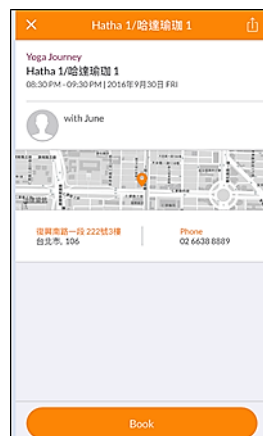 Hatha 1/哈達瑜珈 1
Yoga Journey
Hatha 1/哈達瑜珈 1
08:30 PM - 09:30 PM | 2016年9月30日 FRI
with June
復興南路一段 222號3樓
台北市, 106
Phone
02 6638 8889
Book